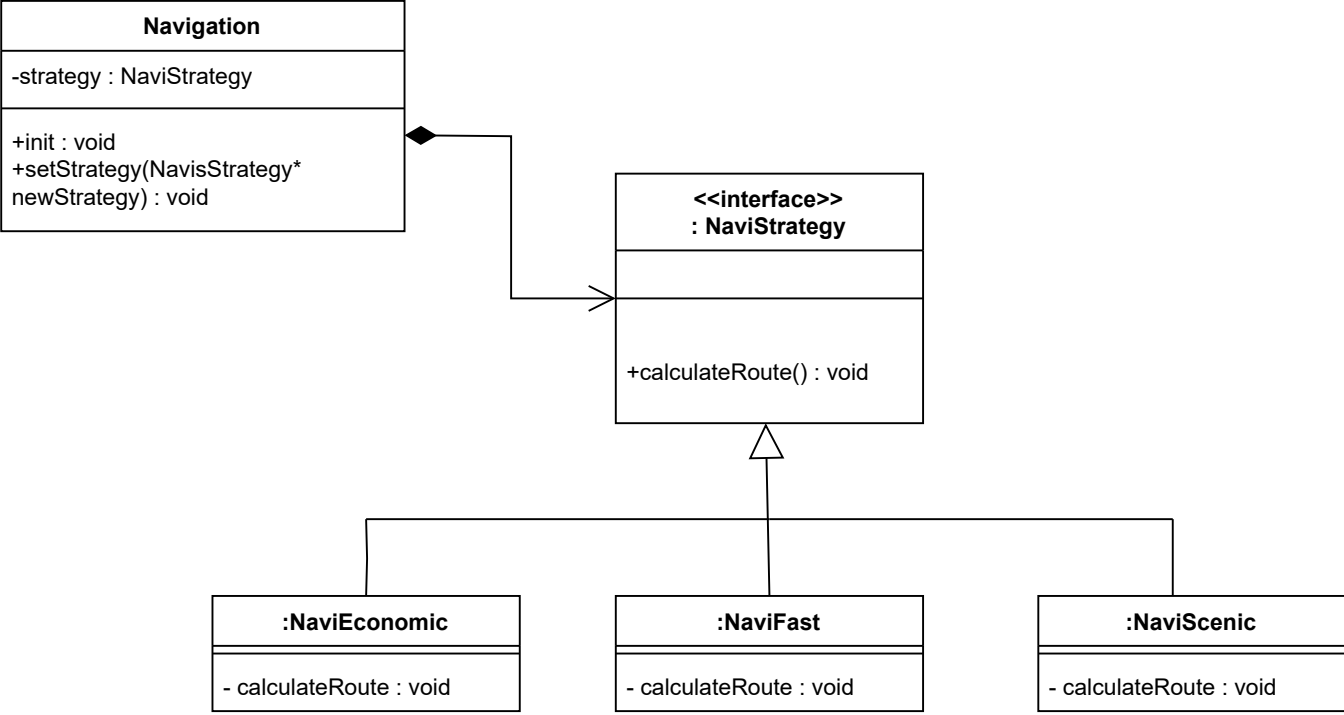 Navigation
-strategy : NaviStrategy
+init : void
+setStrategy(NavisStrategy*
newStrategy) : void
<<interface>>
: NaviStrategy
+calculateRoute() : void
:NaviEconomic
- calculateRoute : void
:NaviFast
- calculateRoute : void
:NaviScenic
- calculateRoute : void